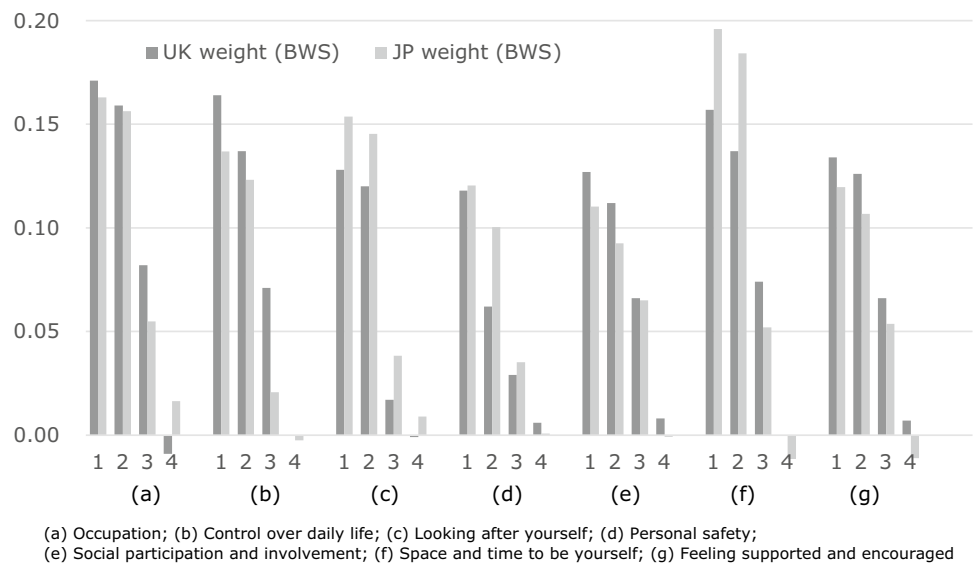 0.20
UK weight (BWS) JP weight (BWS)
0.15
0.10
0.05
0.00
1 2 3 4 1 2 3 4 1 2 3 4 1 2 3 4 1 2 3 4 1 2 3 4 1 2 3 4
(a) (b) (c) (d) (e) (f) (g)
(a) Occupation; (b) Control over daily life; (c) Looking after yourself; (d) Personal safety;
(e) Social participation and involvement; (f) Space and time to be yourself; (g) Feeling supported and encouraged